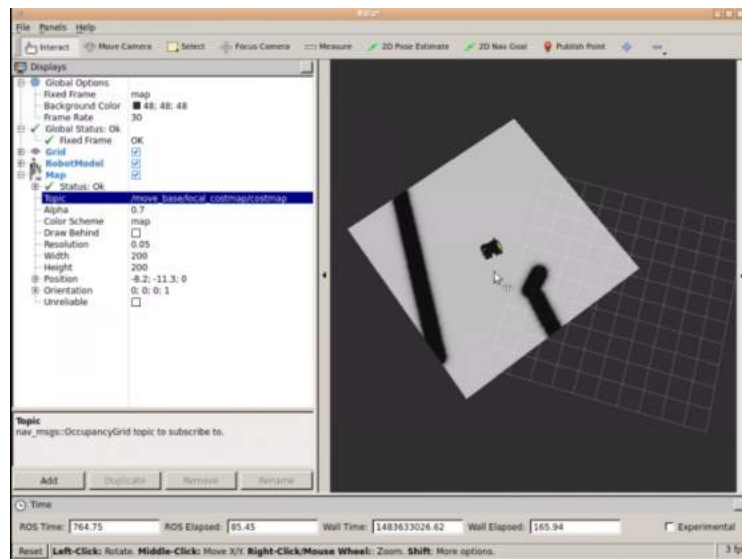 File Panels Help
Interact Move Camera Select Focus Camera Measure 2D Pose Estimate 2D Nav Goal Publish Point
Displays
Global Options
Fixed Frame map
Background Color 48; 48; 48
Frame Rate 30
Global Status: Ok
Fixed Frame OK
Grid
RobotModel
Map
Status: Ok
Topic /move_base/local_costmap/costmap
Alpha 0.7
Color Scheme map
Draw Behind
Resolution 0.05
Width 200
Height 200
Position -8.2; -11.3; 0
Orientation 0; 0; 0; 1
Unreliable
Topic
nav_msgs::OccupancyGrid topic to subscribe to.
Add Duplicate Remove Rename
Time
ROS Time: 764.75 ROS Elapsed: 85.45 Wall Time: 1483633026.62 Wall Elapsed: 165.94 Experimental
Reset Left-Click: Rotate. Middle-Click: Move X/Y. Right-Click/Mouse Wheel:: Zoom. Shift: More options.